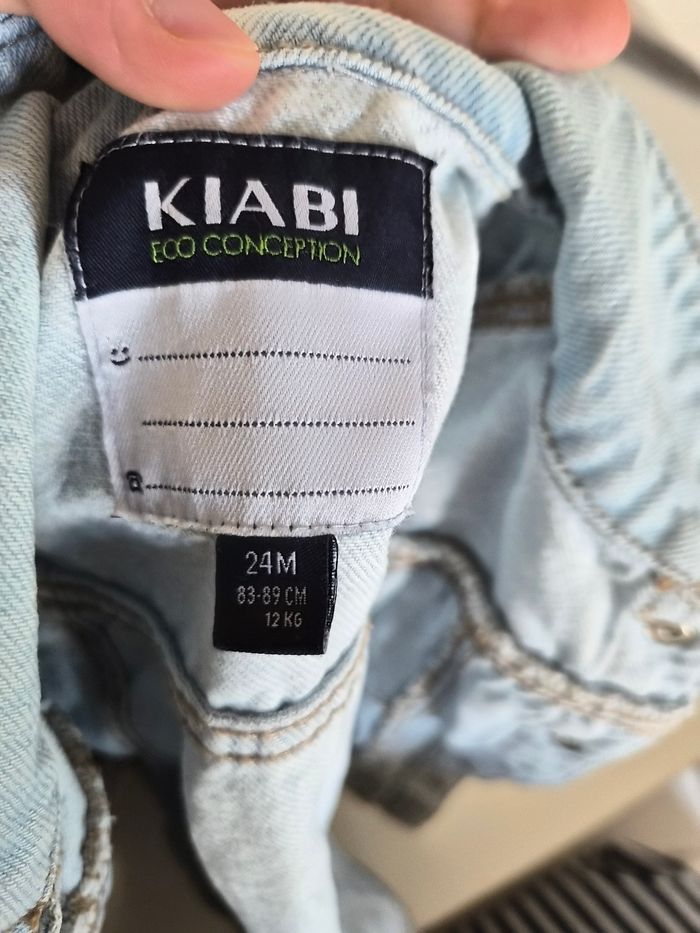 KIABI
ECO CONCEPTION
24M
83-89 CM
12 KG